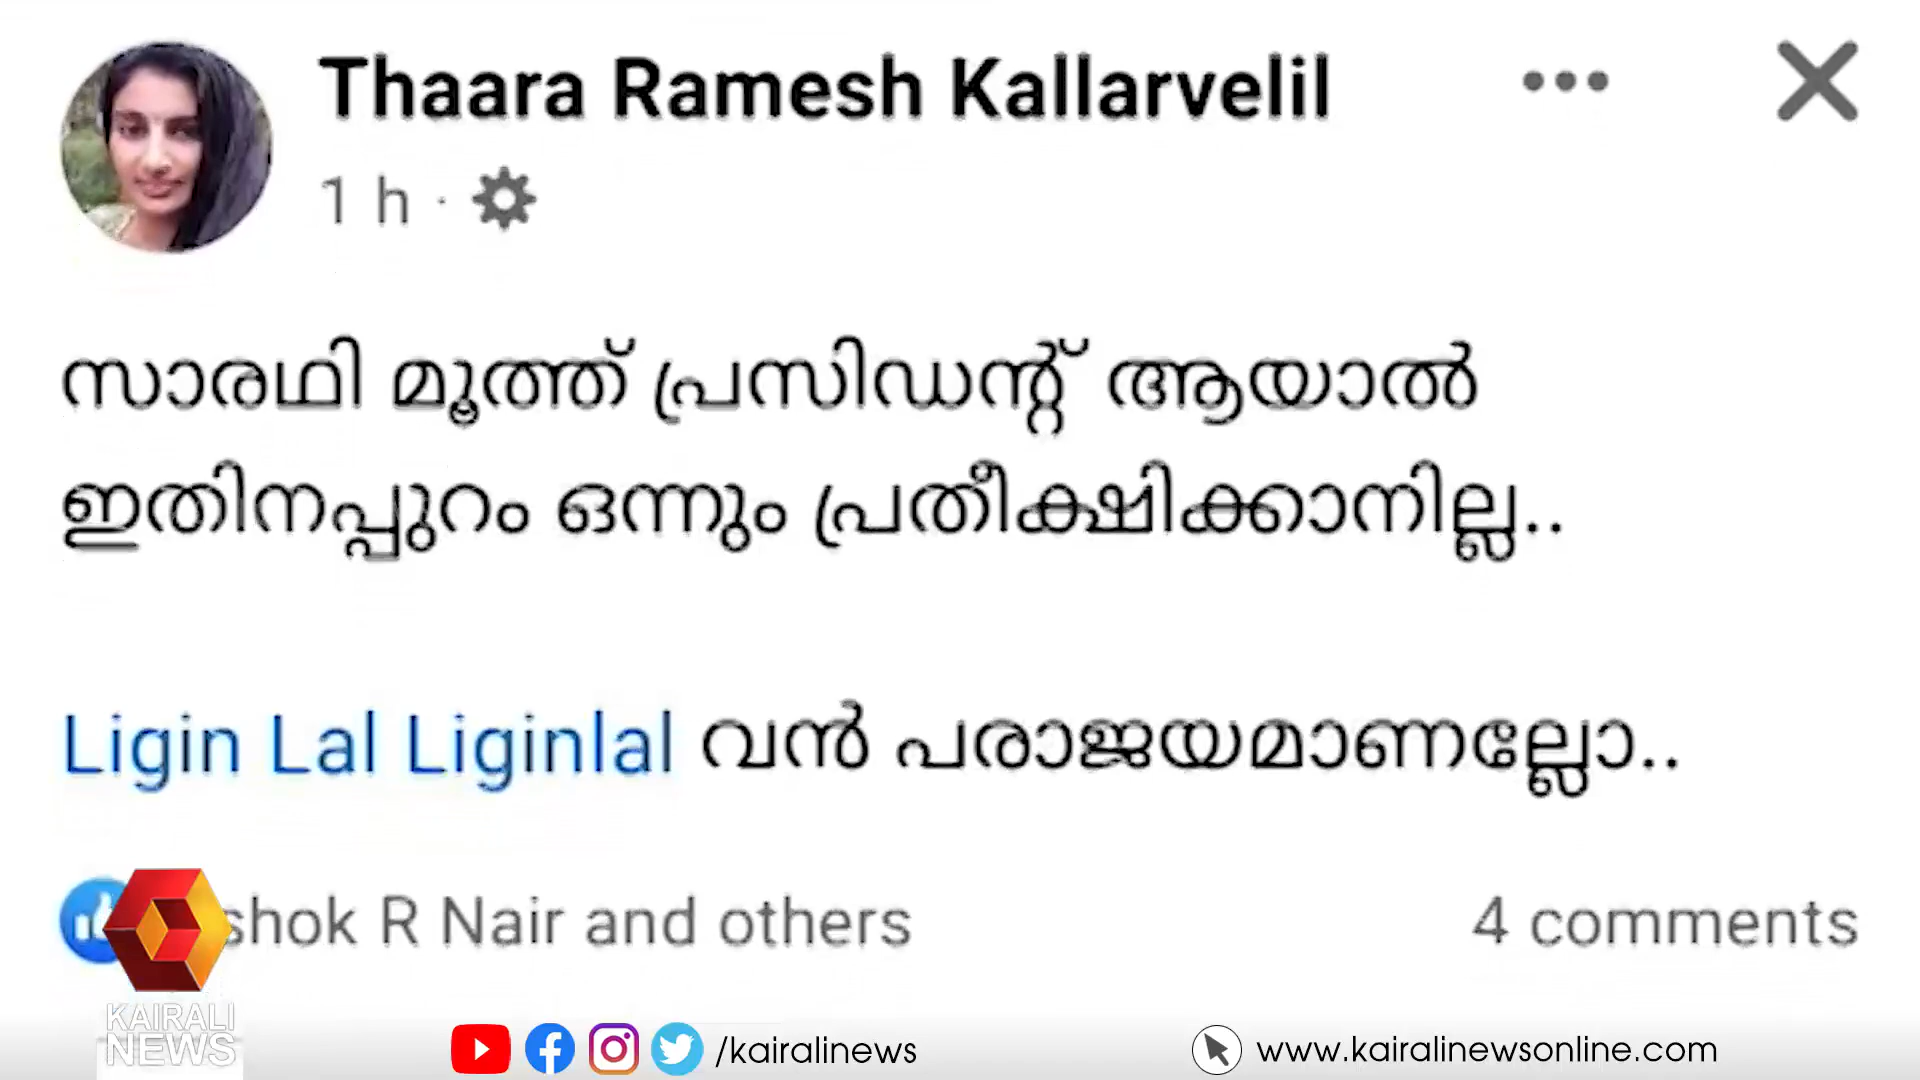 Thaara Ramesh Kallarvelil
1 h ·
സാരഥി മൂത്ത് പ്രസിഡന്റ് ആയാൽ
ഇതിനപ്പുറം ഒന്നും പ്രതീക്ഷിക്കാനില്ല..
Ligin Lal Liginlal വൻ പരാജയമാണല്ലോ..
shok R Nair and others
4 comments
KAIRALI
NEWS
/kairalinews
www.kairalinewsonline.com